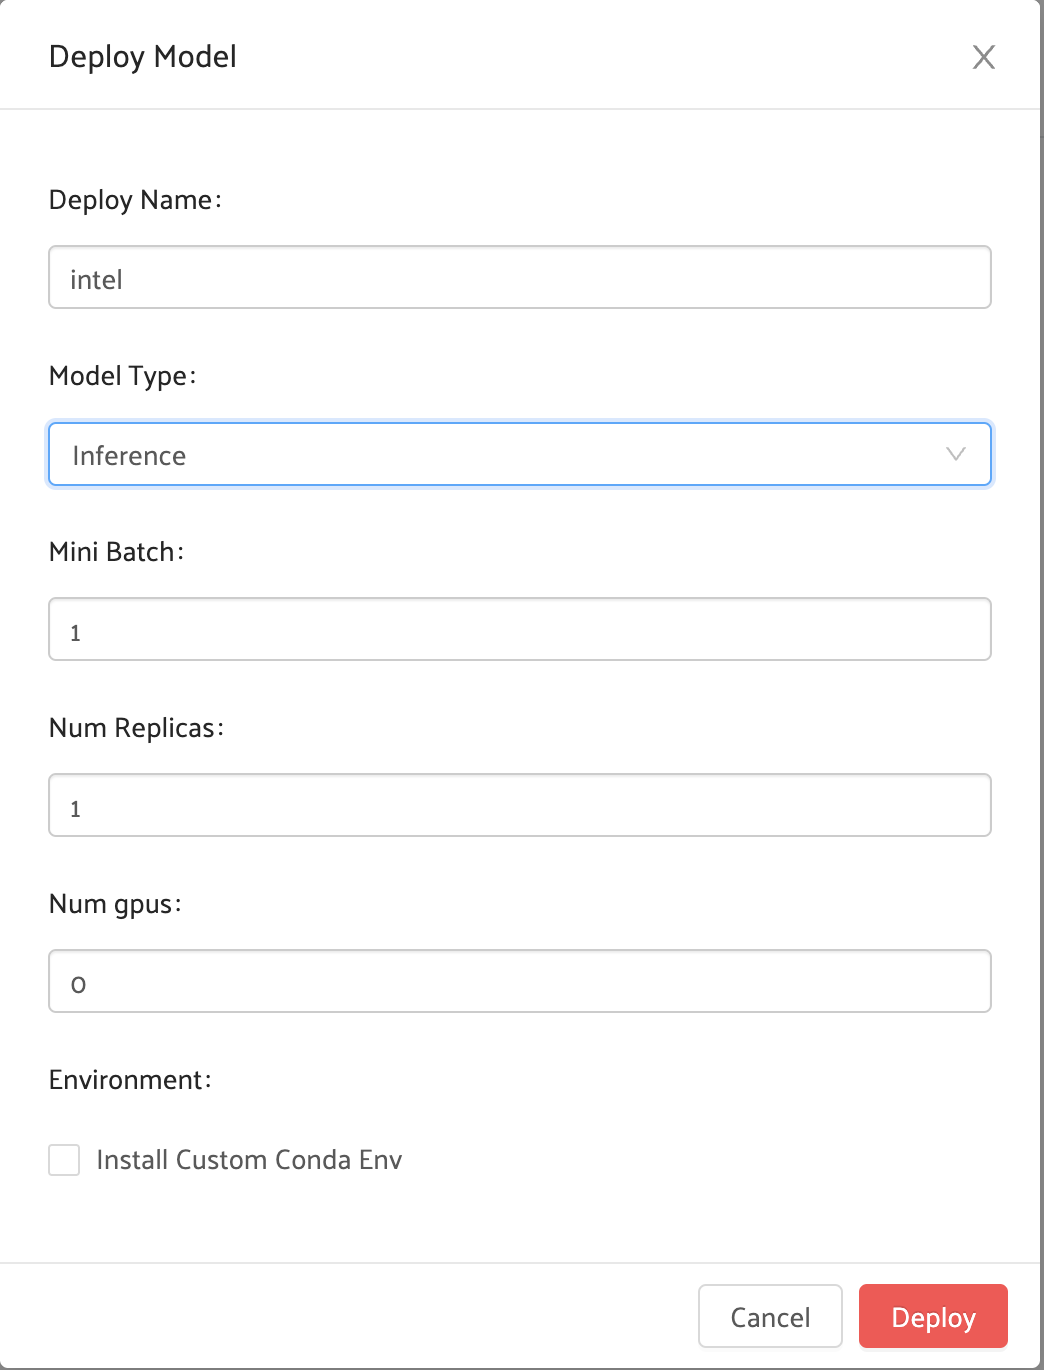 Deploy Model
Deploy Name:
intel
Model Type:
Inference
Mini Batch:
1
Num Replicas:
1
Num gpus:
0
Environment:
Install Custom Conda Env
Cancel
Deploy